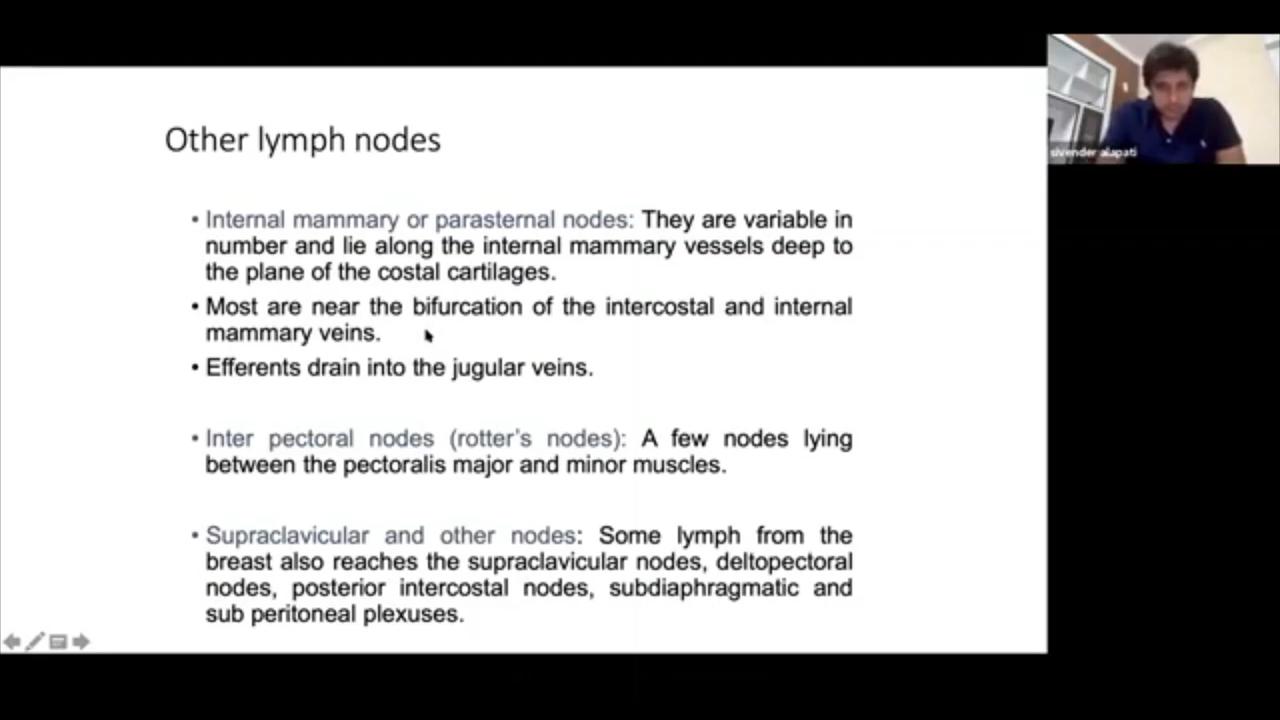 Other lymph nodes
• Internal mammary or parasternal nodes: They are variable in
number and lie along the internal mammary vessels deep to
the plane of the costal cartilages.
• Most are near the bifurcation of the intercostal and internal
mammary veins.
• Efferents drain into the jugular veins.
• Inter pectoral nodes (rotter's nodes): A few nodes lying
between the pectoralis major and minor muscles.
• Supraclavicular and other nodes: Some lymph from the
breast also reaches the supraclavicular nodes, deltopectoral
nodes, posterior intercostal nodes, subdiaphragmatic and
sub peritoneal plexuses.
sivender alapati